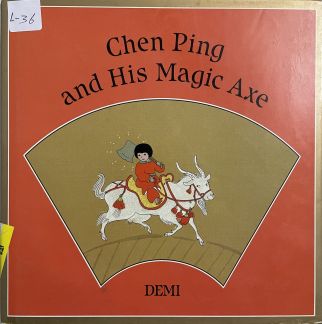 L-36
Chen Ping
and His Magic Axe
DEMI